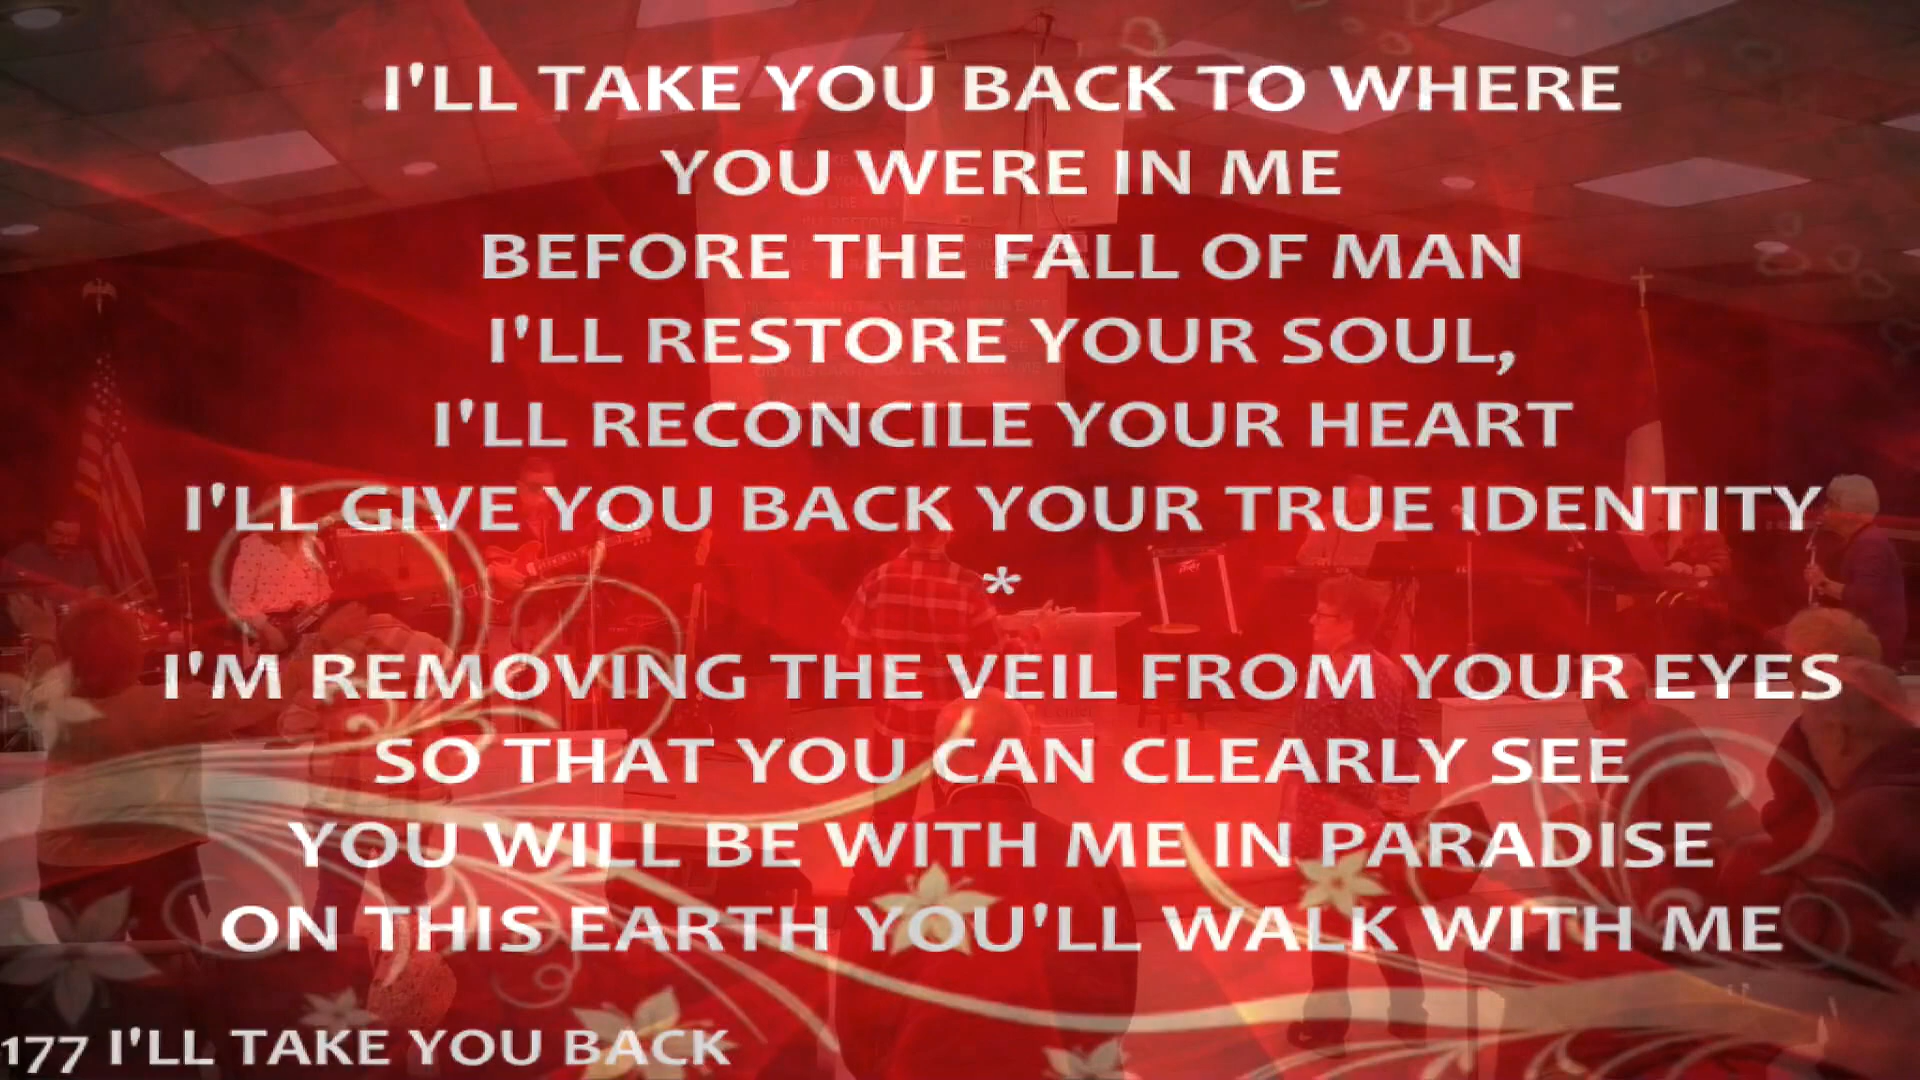 I'LL TAKE YOU BACK TO WHERE
YOU WERE IN ME
BEFORE THE FALL OF MAN
I'LL RESTORE YOUR SOUL,
I'LL RECONCILE YOUR HEART
I'LL GIVE YOU BACK YOUR TRUE IDENTITY
*
I'M REMOVING THE VEIL FROM YOUR EYES
SO THAT YOU CAN CLEARLY SEE
YOU WILL BE WITH ME IN PARADISE
ON THIS EARTH YOU'LL WALK WITH ME
177 I'LL TAKE YOU BACK